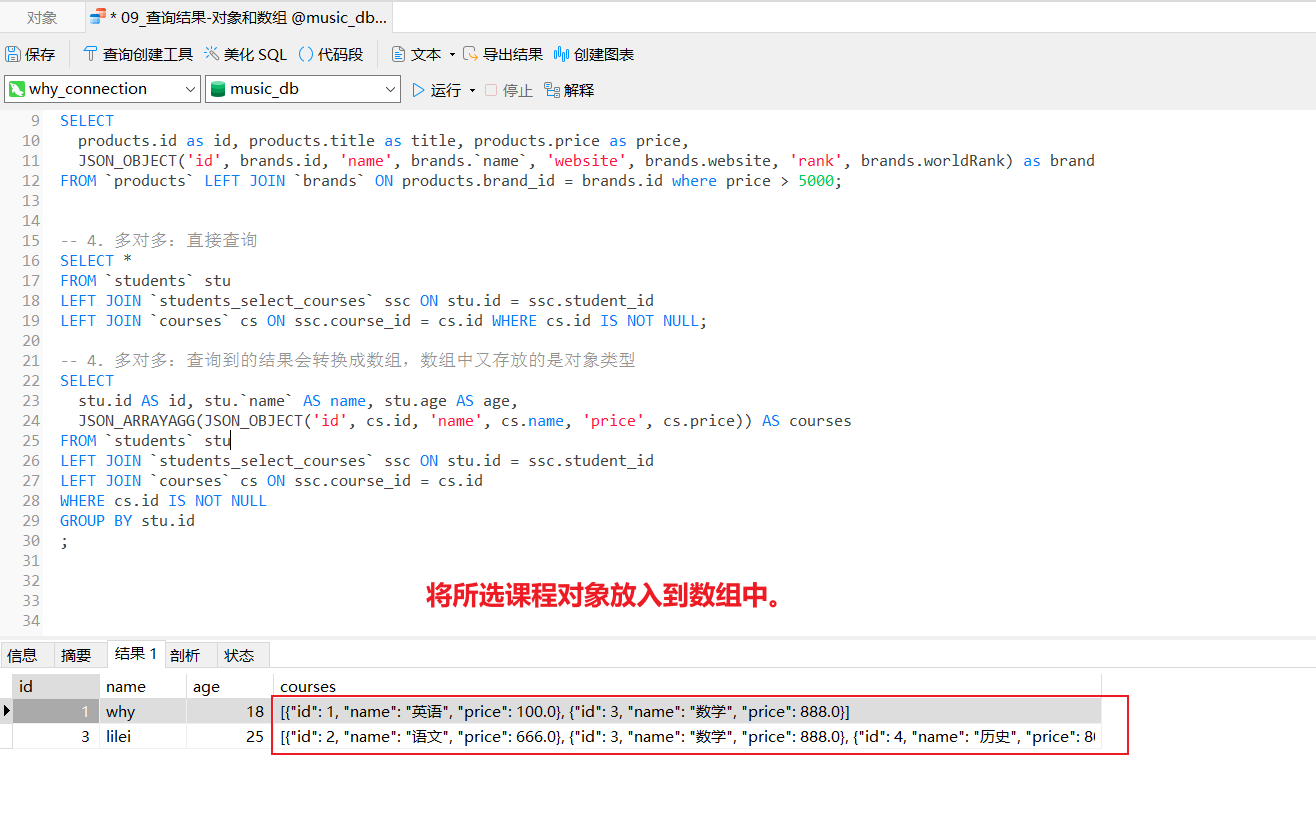 对象
* 09_查询结果-对象和数组 @music_db...
保存 查询创建工具 美化 SQL () 代码段 文本 导出结果 创建图表
why_connection music_db 运行 停止 解释
9 SELECT
10 products.id as id, products.title as title, products.price as price,
11 JSON_OBJECT('id', brands.id, 'name', brands.`name`, 'website', brands.website, 'rank', brands.worldRank) as brand
12 FROM `products` LEFT JOIN `brands` ON products.brand_id = brands.id where price > 5000;
13
14
15 -- 4. 多对多：直接查询
16 SELECT *
17 FROM `students` stu
18 LEFT JOIN `students_select_courses` ssc ON stu.id = ssc.student_id
19 LEFT JOIN `courses` cs ON ssc.course_id = cs.id WHERE cs.id IS NOT NULL;
20
21 -- 4. 多对多：查询到的结果会转换成数组，数组中又存放的是对象类型
22 SELECT
23 stu.id AS id, stu.`name` AS name, stu.age AS age,
24 JSON_ARRAYAGG(JSON_OBJECT('id', cs.id, 'name', cs.name, 'price', cs.price)) AS courses
25 FROM `students` stu
26 LEFT JOIN `students_select_courses` ssc ON stu.id = ssc.student_id
27 LEFT JOIN `courses` cs ON ssc.course_id = cs.id
28 WHERE cs.id IS NOT NULL
29 GROUP BY stu.id
30 ;
31
32
33
34
将所选课程对象放入到数组中。
信息 摘要 结果 1 剖析 状态
id name age courses
1 why 18 [{"id": 1, "name": "英语", "price": 100.0}, {"id": 3, "name": "数学", "price": 888.0}]
3 lilei 25 [{"id": 2, "name": "语文", "price": 666.0}, {"id": 3, "name": "数学", "price": 888.0}, {"id": 4, "name": "历史", "price": 8